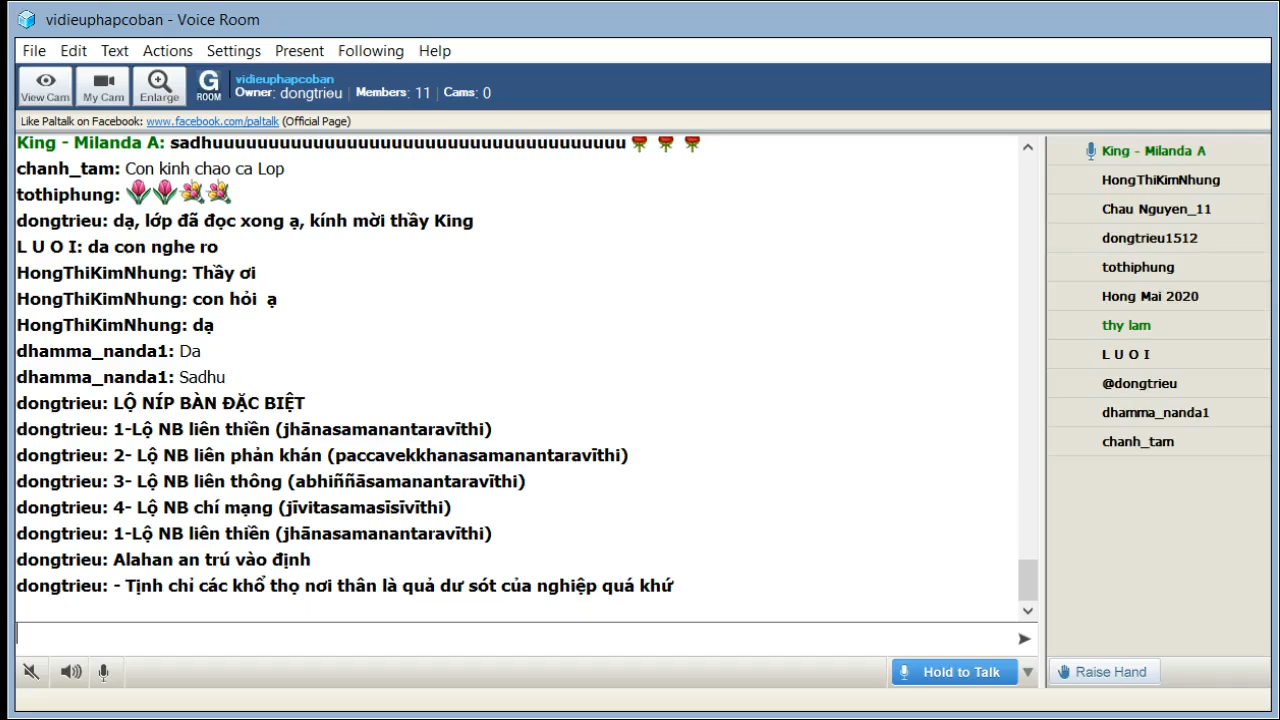 vidieuphapcoban - Voice Room
File Edit Text Actions Settings Present Following Help
View Cam My Cam Enlarge G ROOM vidieuphapcoban
Owner: dongtrieu | Members: 11 | Cams: 0
Like Paltalk on Facebook: www.facebook.com/paltalk (Official Page)
King - Milanda A: sadhuuuuuuuuuuuuuuuuuuuuuuuuuuuuuuuuuuuuu
chanh_tam: Con kinh chao ca Lop
tothiphung:
dongtrieu: dạ, lớp đã đọc xong ạ, kính mời thầy King
L U O I: da con nghe ro
HongThiKimNhung: Thầy ơi
HongThiKimNhung: con hỏi ạ
HongThiKimNhung: dạ
dhamma_nanda1: Da
dhamma_nanda1: Sadhu
dongtrieu: LỘ NÍP BÀN ĐẶC BIỆT
dongtrieu: 1-Lộ NB liên thiền (jhānasamanantaravīthi)
dongtrieu: 2- Lộ NB liên phản khán (paccavekkhanasamanantaravīthi)
dongtrieu: 3- Lộ NB liên thông (abhiññāsamanantaravīthi)
dongtrieu: 4- Lộ NB chí mạng (jīvitasamasīsīvīthi)
dongtrieu: 1-Lộ NB liên thiền (jhānasamanantaravīthi)
dongtrieu: Alahan an trú vào định
dongtrieu: - Tịnh chỉ các khổ thọ nơi thân là quả dư sót của nghiệp quá khứ
King - Milanda A
HongThiKimNhung
Chau Nguyen_11
dongtrieu1512
tothiphung
Hong Mai 2020
thy lam
L U O I
@dongtrieu
dhamma_nanda1
chanh_tam
Hold to Talk
Raise Hand